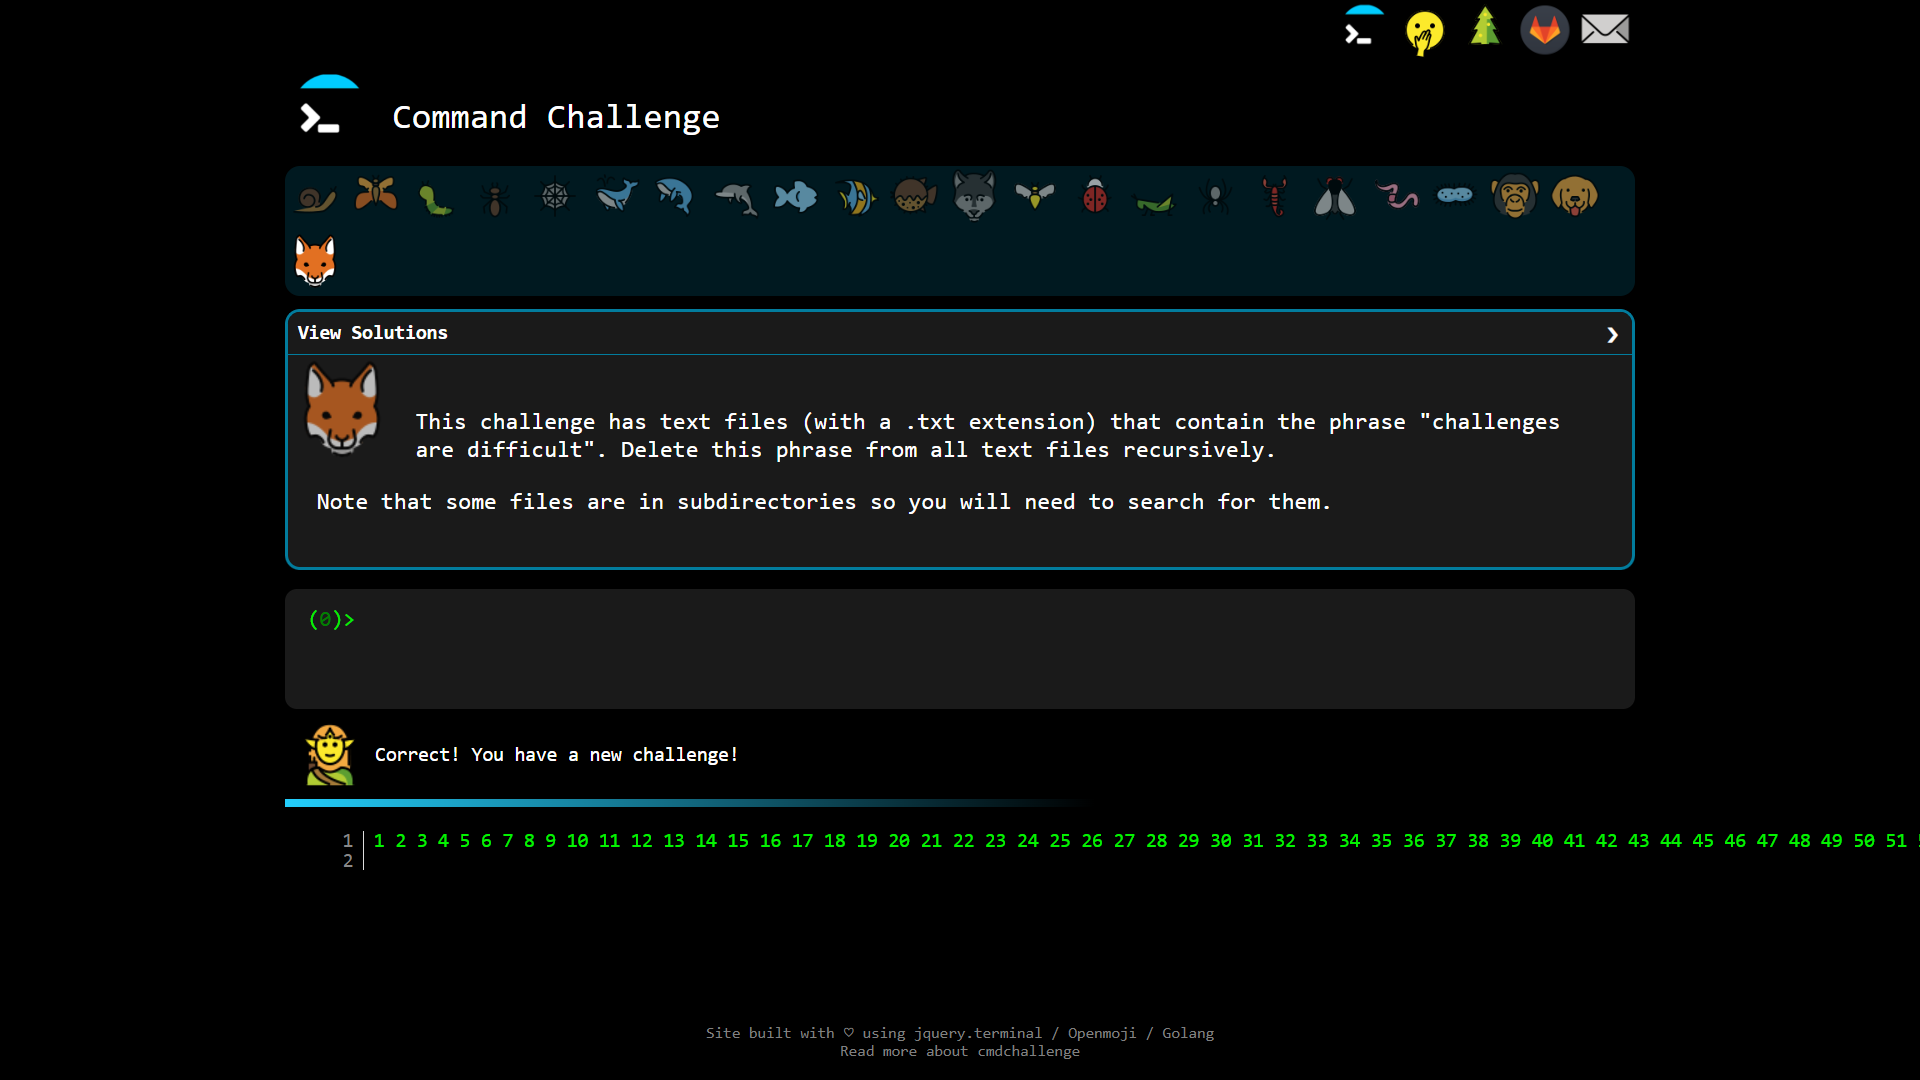 Command Challenge
View Solutions
This challenge has text files (with a .txt extension) that contain the phrase "challenges
are difficult". Delete this phrase from all text files recursively.
Note that some files are in subdirectories so you will need to search for them.
(0)>
Correct! You have a new challenge!
1 1 2 3 4 5 6 7 8 9 10 11 12 13 14 15 16 17 18 19 20 21 22 23 24 25 26 27 28 29 30 31 32 33 34 35 36 37 38 39 40 41 42 43 44 45 46 47 48 49 50 51
2
Site built with ♡ using jquery.terminal / Openmoji / Golang
Read more about cmdchallenge